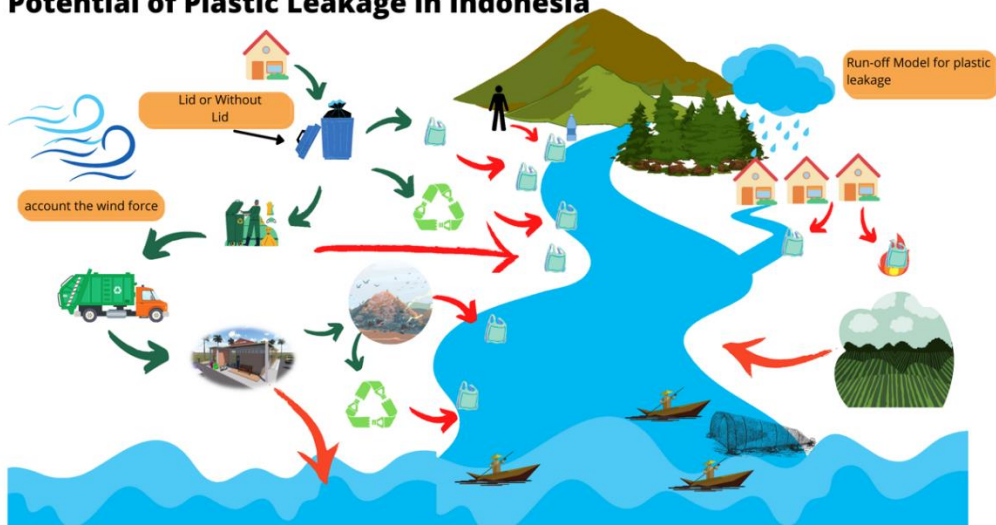 Potential of Plastic Leakage in Indonesia
Run-off Model for plastic
leakage
Lid or Without
Lid
account the wind force